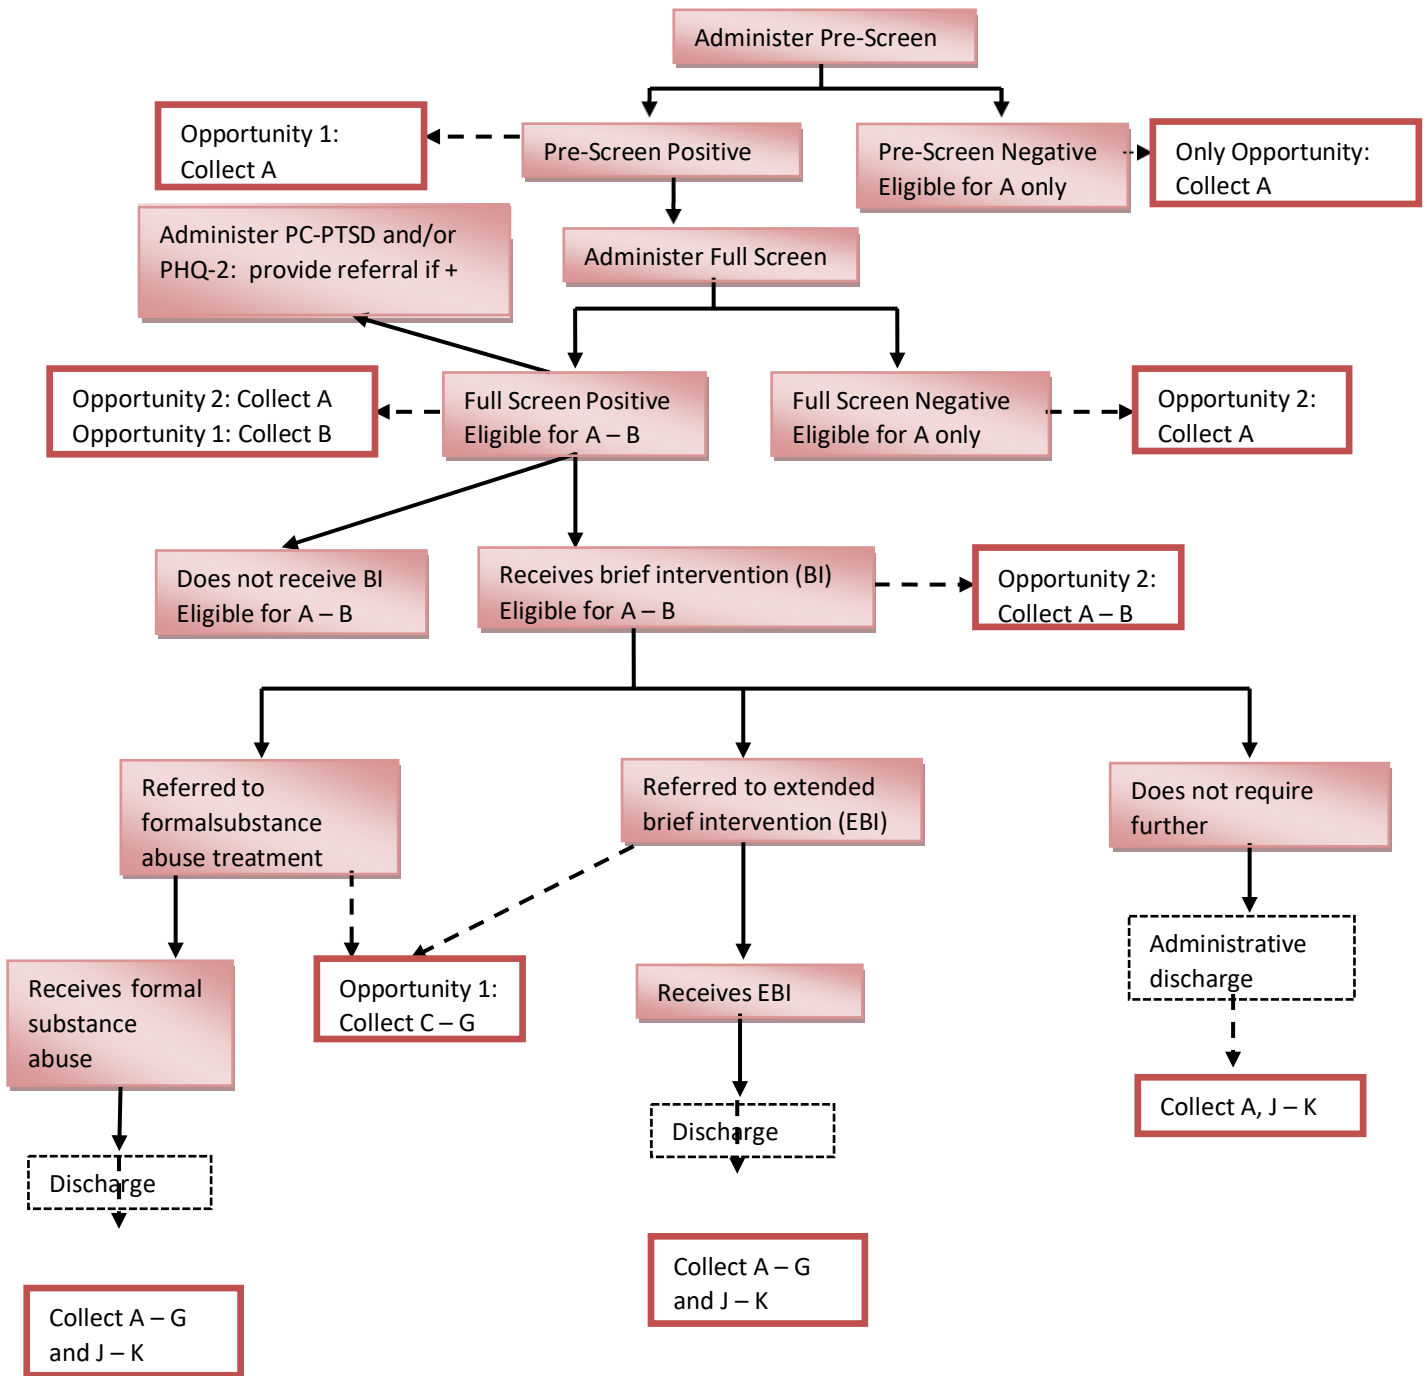 Administer Pre-Screen
Opportunity 1:
Collect A
Pre-Screen Positive
Pre-Screen Negative
Eligible for A only
Only Opportunity:
Collect A
Administer PC-PTSD and/or
PHQ-2:  provide referral if +
Administer Full Screen
Opportunity 2: Collect A
Opportunity 1: Collect B
Full Screen Positive
Eligible for A – B
Full Screen Negative
Eligible for A only
Opportunity 2:
Collect A
Does not receive BI
Eligible for A – B
Receives brief intervention (BI)
Eligible for A – B
Opportunity 2:
Collect A – B
Referred to
formalsubstance
abuse treatment
Referred to extended
brief intervention (EBI)
Does not require
further
Receives formal
substance
abuse
Opportunity 1:
Collect C – G
Receives EBI
Administrative
discharge
Collect A, J – K
Discharge
Discharge
Collect A – G
and J – K
Collect A – G
and J – K